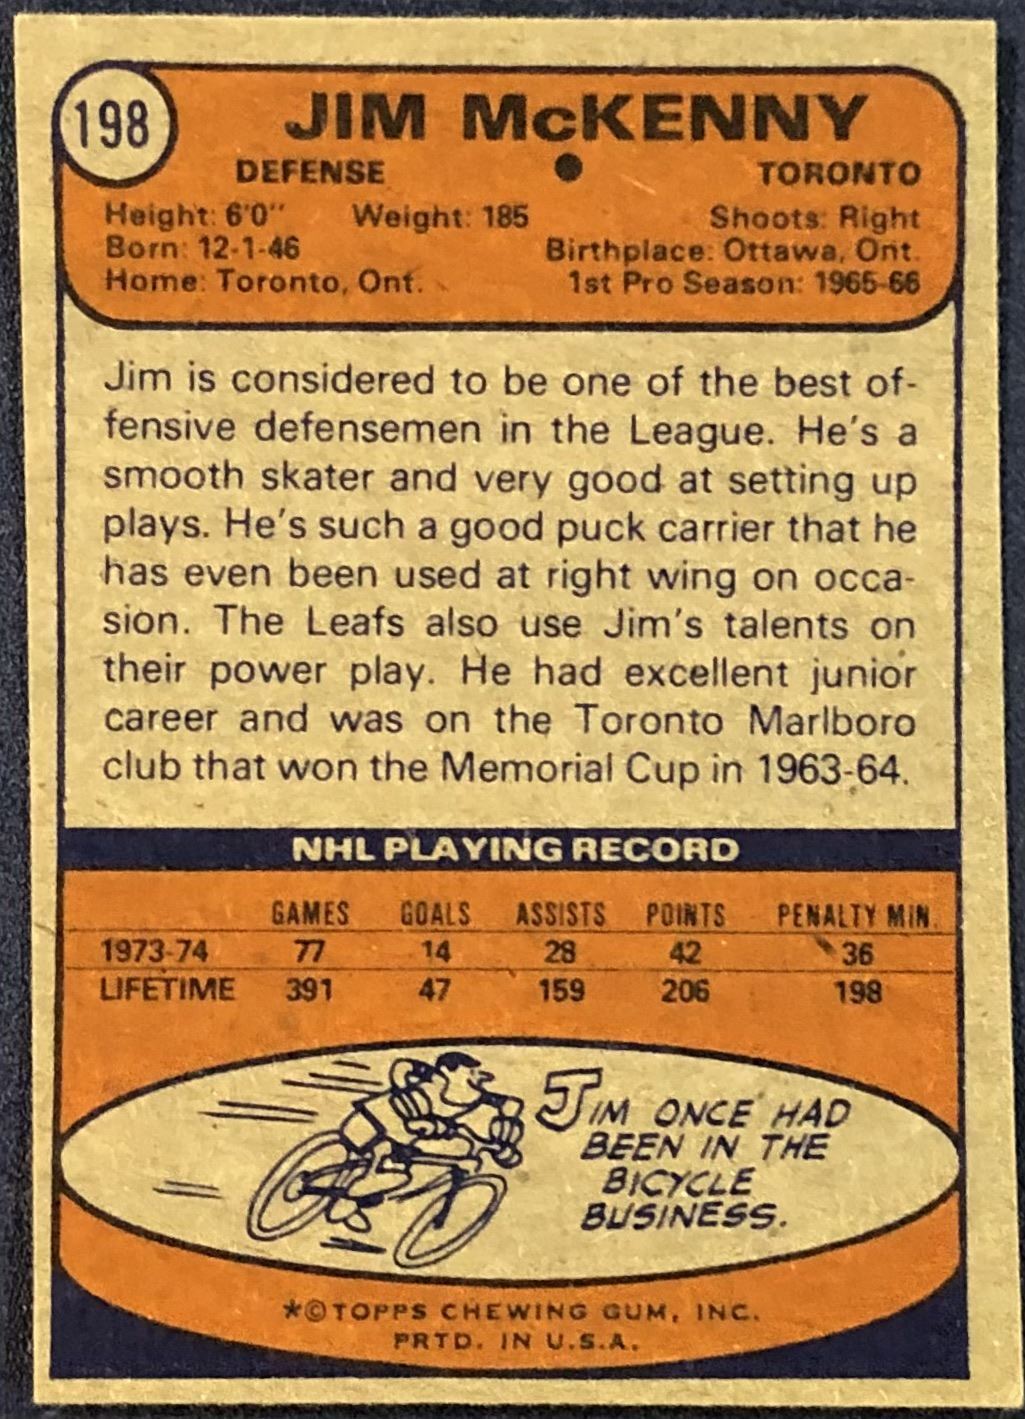 198
JIM McKENNY
DEFENSE • TORONTO
Height: 6'0" Weight: 185 Shoots: Right
Born: 12-1-46 Birthplace: Ottawa, Ont.
Home: Toronto, Ont. 1st Pro Season: 1965-66
Jim is considered to be one of the best of-
fensive defensemen in the League. He's a
smooth skater and very good at setting up
plays. He's such a good puck carrier that he
has even been used at right wing on occa-
sion. The Leafs also use Jim's talents on
their power play. He had excellent junior
career and was on the Toronto Marlboro
club that won the Memorial Cup in 1963-64.
NHL PLAYING RECORD
GAMES GOALS ASSISTS POINTS PENALTY MIN.
1973-74 77 14 28 42 36
LIFETIME 391 47 159 206 198
JIM ONCE HAD
BEEN IN THE
BICYCLE
BUSINESS.
*©TOPPS CHEWING GUM, INC.
PRTD. IN U.S.A.